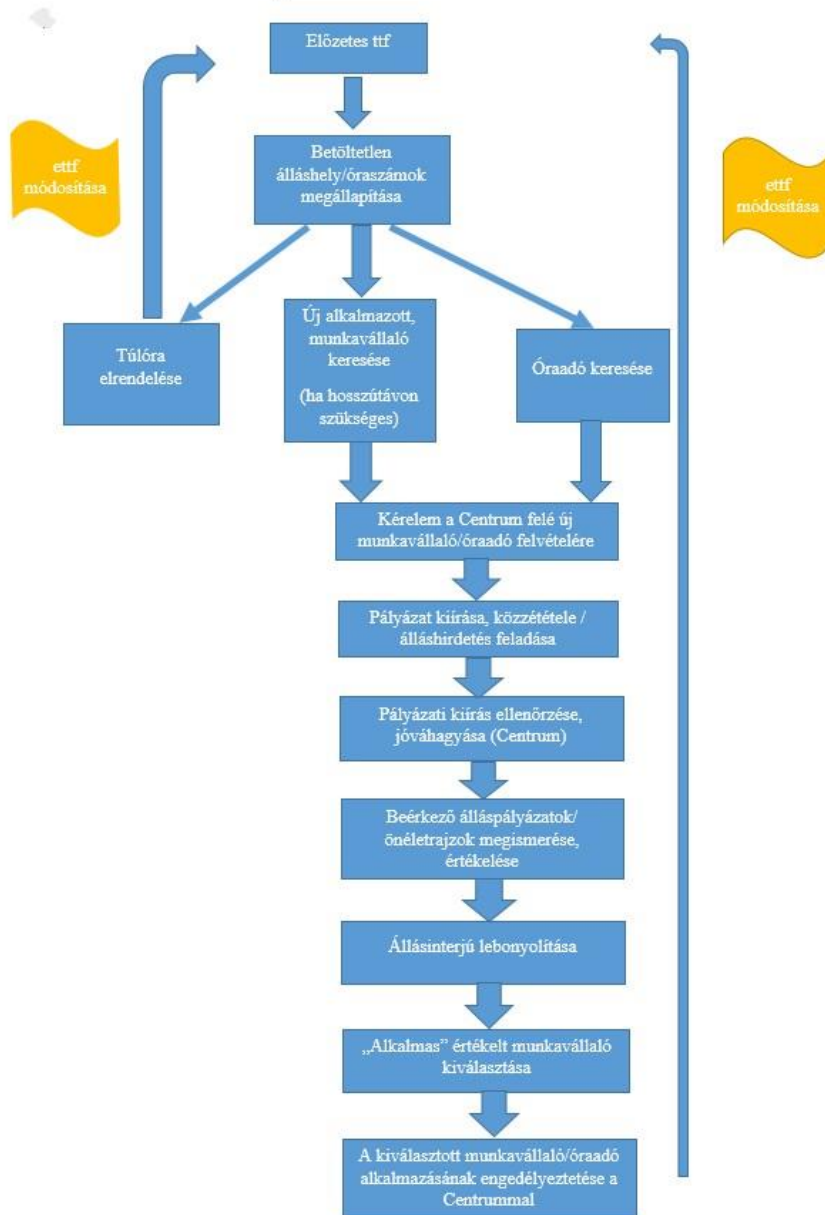 Előzetes ttf
ettf
módosítása
Betöltetlen
álláshely/óraszámok
megállapítása
ettf
módosítása
Túlóra
elrendelése
Új alkalmazott,
munkavállaló
keresése
(ha hosszútávon
szükséges)
Óraadó keresése
Kérelem a Centrum felé új
munkavállaló/óraadó felvételére
Pályázat kiírása, közzététele /
álláshirdetés feladása
Pályázati kiírás ellenőrzése,
jóváhagyása (Centrum)
Beérkező álláspályázatok/
önéletrajzok megismerése,
értékelése
Állásinterjú lebonyolítása
„Alkalmas” értékelt munkavállaló
kiválasztása
A kiválasztott munkavállaló/óraadó
alkalmazásának engedélyeztetése a
Centrummal